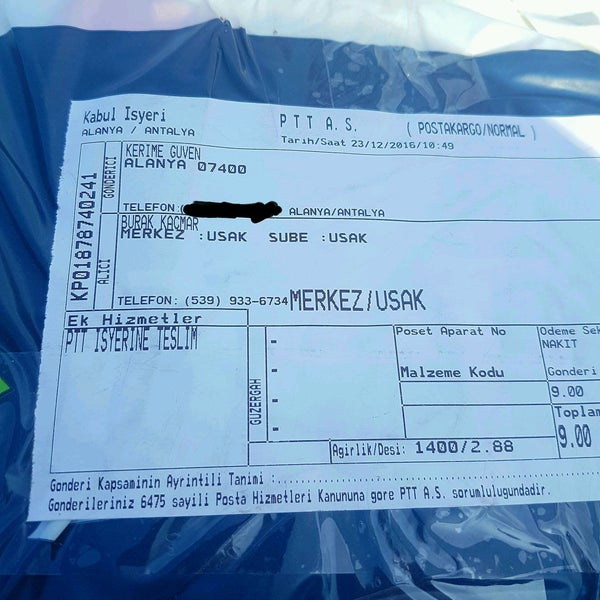 Kabul Isyeri
ALANYA / ANTALYA
PTT A.S. ( POSTAKARGO/NORMAL )
Tarih/Saat 23/12/2016/10:49
KP01878740241
GONDERICI
KERIME GUVEN
ALANYA 07400
TELEFON:( ALANYA/ANTALYA
ALICI
BURAK KACMAR
MERKEZ :USAK SUBE :USAK
TELEFON: (539) 933-6734 MERKEZ/USAK
Ek Hizmetler
PTT ISYERINE TESLIM
GUZERGAH
-
-
-
-
Poset Aparat No
Malzeme Kodu
Odeme Sek
NAKIT
Gonderi
9.00
Toplam
9.00
Agirlik/Desi: 1400/2.88
Gonderi Kapsaminin Ayrintili Tanimi :
Gonderileriniz 6475 sayili Posta Hizmetleri Kanununa gore PTT A.S. sorumlulugundadir.